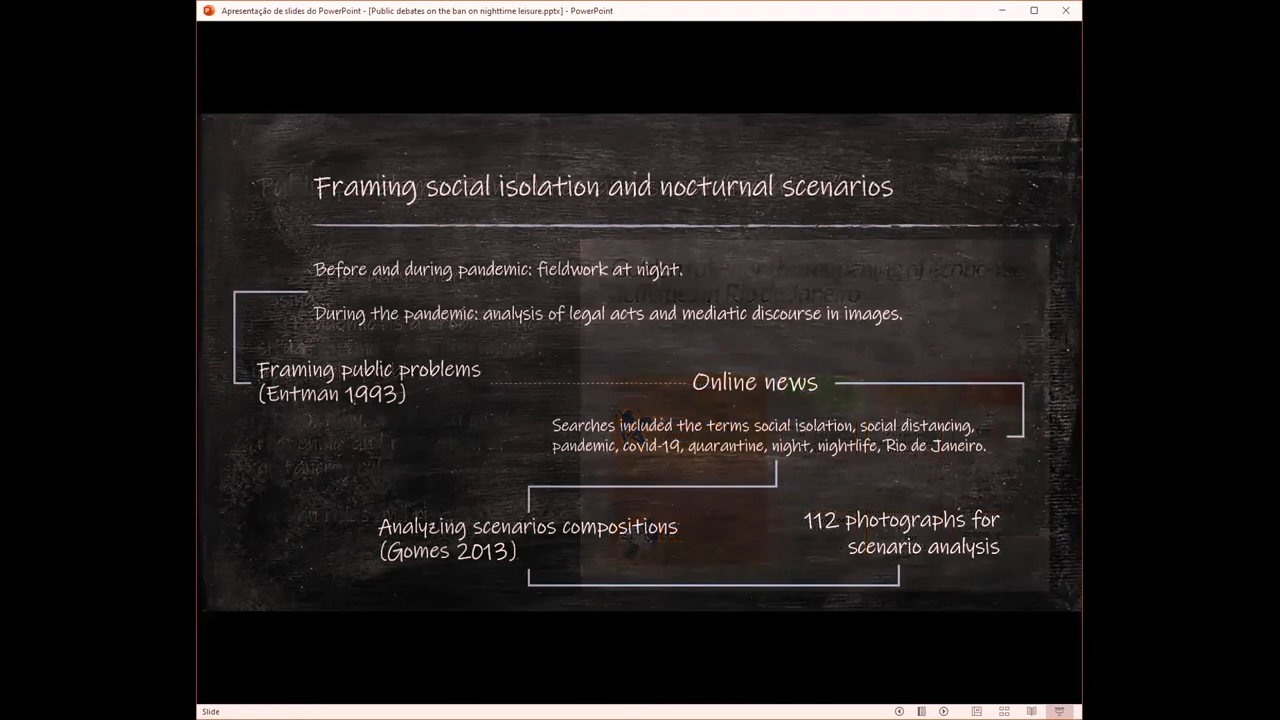 Apresentação de slides do PowerPoint - [Public debates on the ban on nighttime leisure.pptx] - PowerPoint
Framing social isolation and nocturnal scenarios
Before and during pandemic: fieldwork at night.
During the pandemic: analysis of legal acts and mediatic discourse in images.
Framing public problems
(Entman 1993)
Online news
Searches included the terms social isolation, social distancing,
pandemic, covid-19, quarantine, night, nightlife, Rio de Janeiro.
Analyzing scenarios compositions
(Gomes 2013)
112 photographs for
scenario analysis
Slide